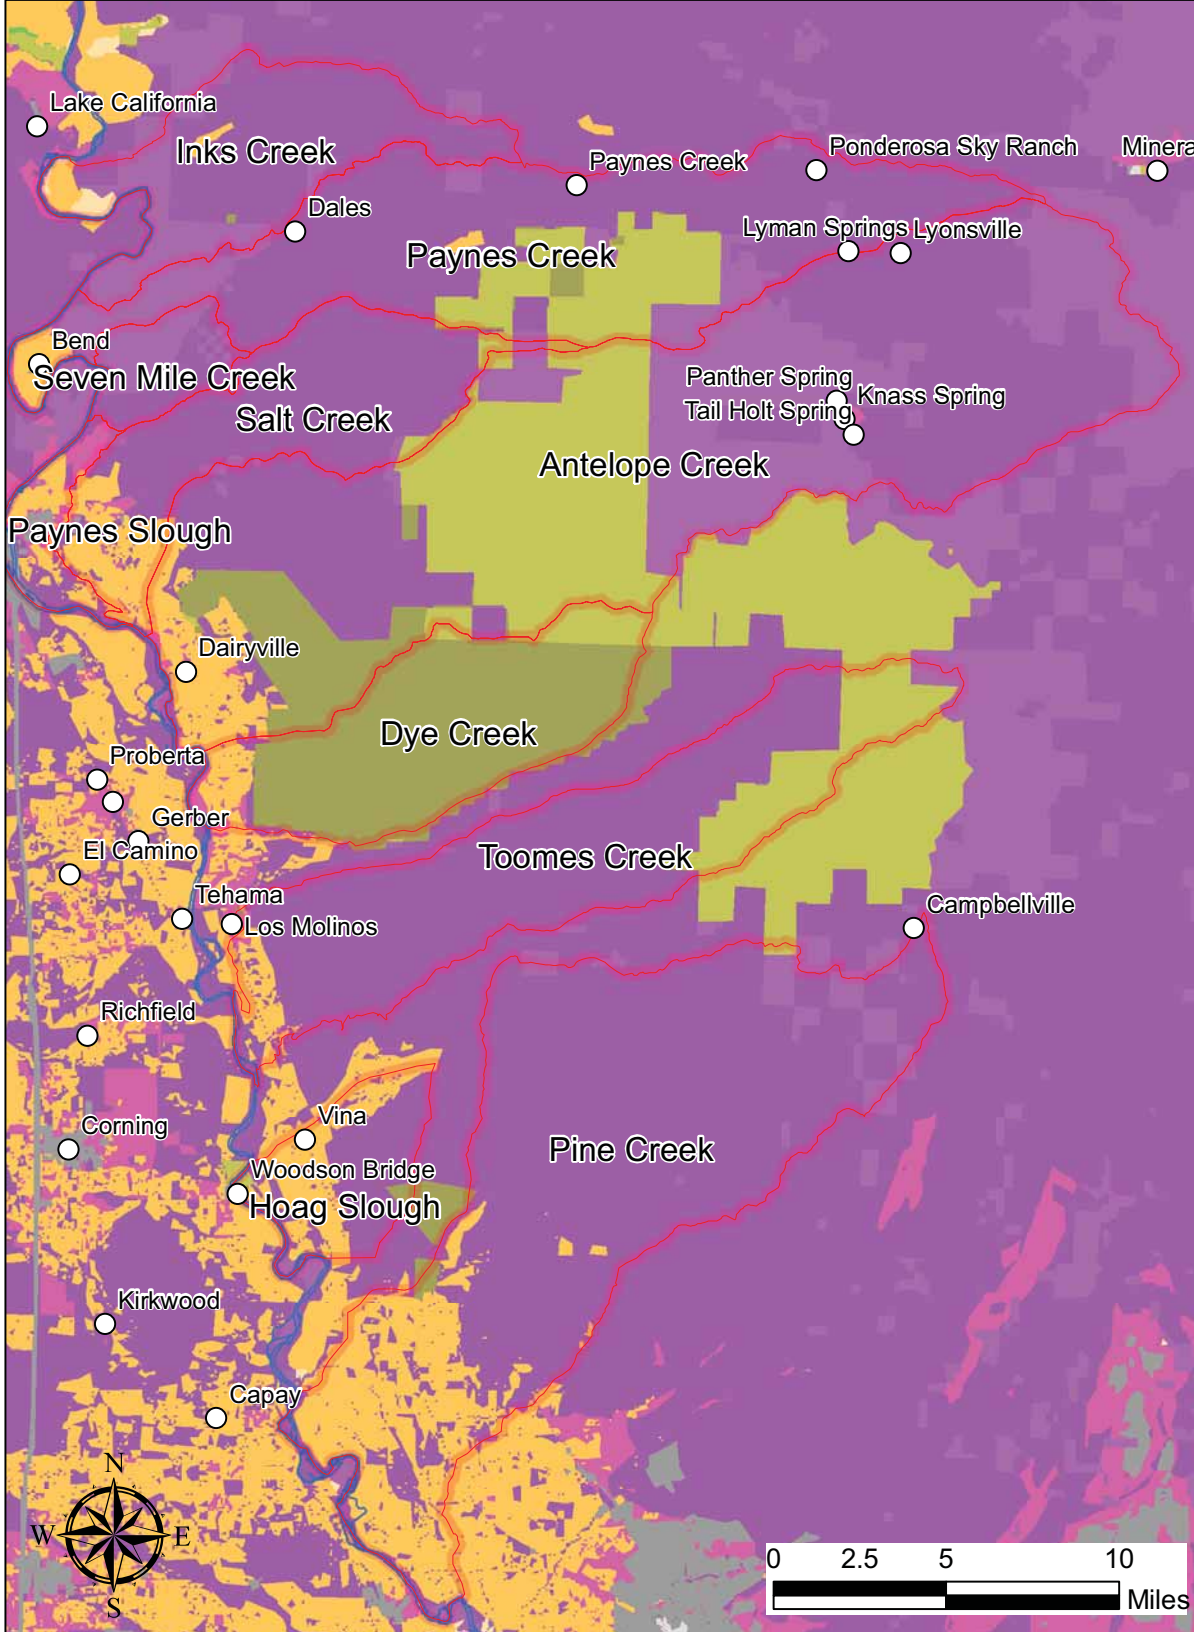 Lake California
Inks Creek
Paynes Creek
Ponderosa Sky Ranch
Minera
Dales
Lyman Springs
Lyonsville
Paynes Creek
Bend
Seven Mile Creek
Panther Spring
Knass Spring
Tail Holt Spring
Salt Creek
Antelope Creek
Paynes Slough
Dairyville
Dye Creek
Proberta
Gerber
El Camino
Toomes Creek
Tehama
Los Molinos
Campbellville
Richfield
Vina
Corning
Pine Creek
Woodson Bridge
Hoag Slough
Kirkwood
Capay
N
W
E
S
0 2.5 5 10
Miles